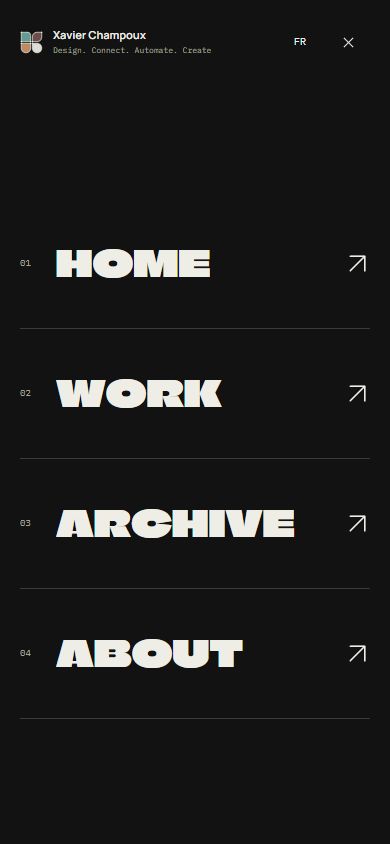 Xavier Champoux
Design. Connect. Automate. Create
FR
01 HOME
02 WORK
03 ARCHIVE
04 ABOUT